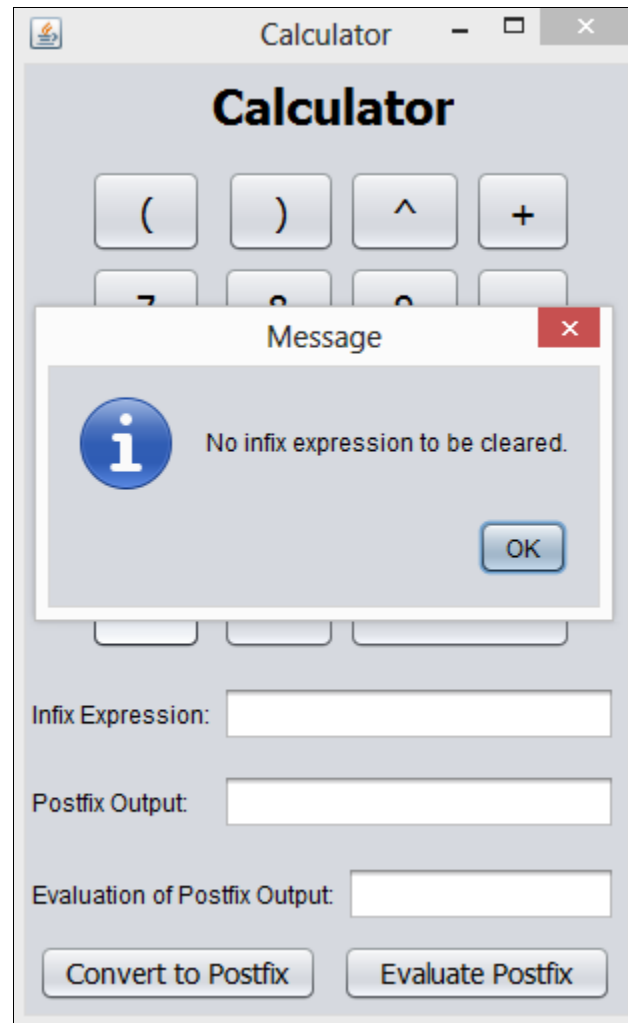 Calculator
Calculator
( ) ^ +
Message
No infix expression to be cleared.
OK
Infix Expression:
Postfix Output:
Evaluation of Postfix Output:
Convert to Postfix Evaluate Postfix